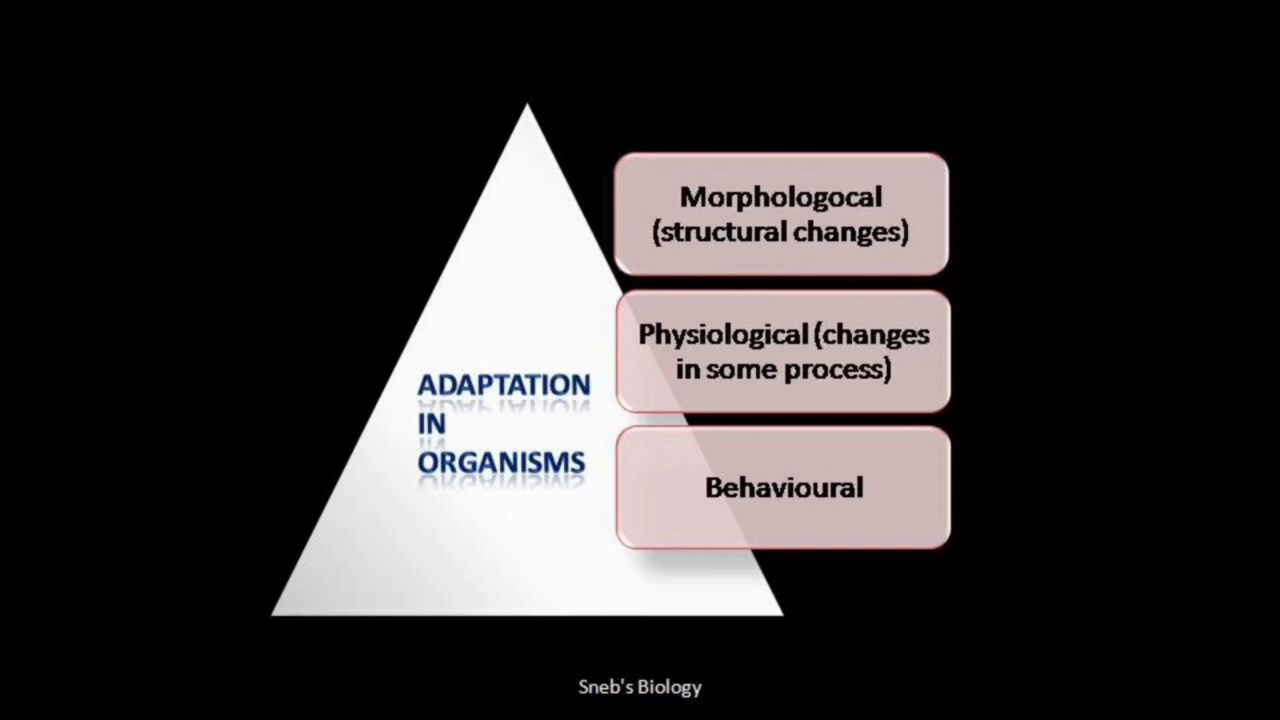 Morphologocal
(structural changes)
Physiological (changes
in some process)
ADAPTATION
IN
ORGANISMS
Behavioural
Sneb's Biology